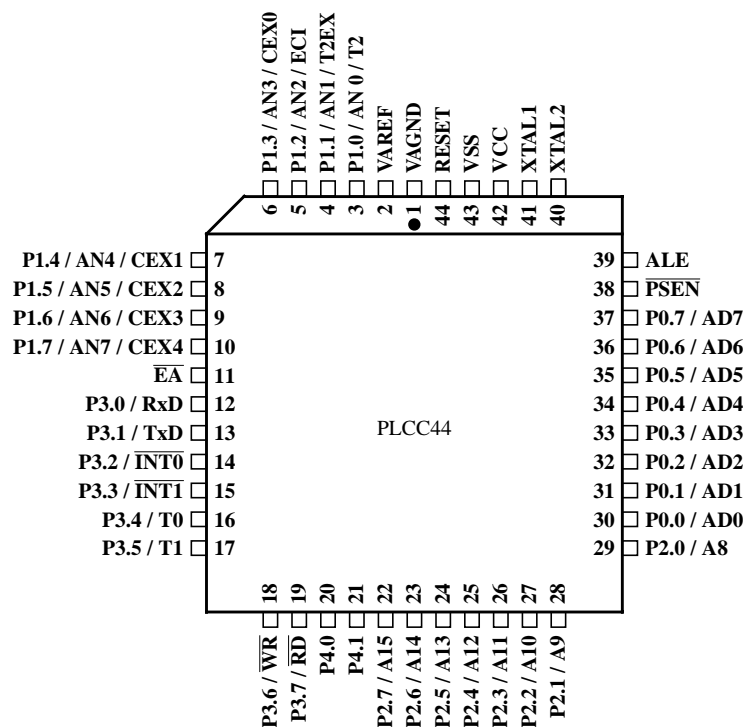 P1.3 / AN3 / CEX0
P1.2 / AN2 / ECI
P1.1 / AN1 / T2EX
P1.0 / AN 0 / T2
VAREF
VAGND
RESET
VSS
VCC
XTAL1
XTAL2
6
5
4
3
2
1
44
43
42
41
40
P1.4 / AN4 / CEX1 7
P1.5 / AN5 / CEX2 8
P1.6 / AN6 / CEX3 9
P1.7 / AN7 / CEX4 10
EA 11
P3.0 / RxD 12
P3.1 / TxD 13
P3.2 / INT0 14
P3.3 / INT1 15
P3.4 / T0 16
P3.5 / T1 17
PLCC44
39 ALE
38 PSEN
37 P0.7 / AD7
36 P0.6 / AD6
35 P0.5 / AD5
34 P0.4 / AD4
33 P0.3 / AD3
32 P0.2 / AD2
31 P0.1 / AD1
30 P0.0 / AD0
29 P2.0 / A8
18
19
20
21
22
23
24
25
26
27
28
P3.6 / WR
P3.7 / RD
P4.0
P4.1
P2.7 / A15
P2.6 / A14
P2.5 / A13
P2.4 / A12
P2.3 / A11
P2.2 / A10
P2.1 / A9